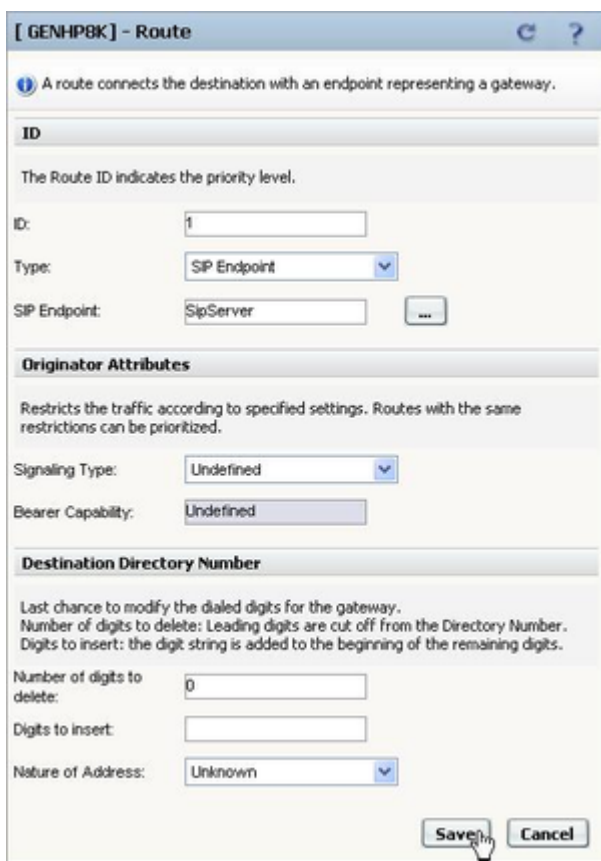 [ GENHP8K] - Route
A route connects the destination with an endpoint representing a gateway.
ID
The Route ID indicates the priority level.
ID: 1
Type: SIP Endpoint
SIP Endpoint: SipServer ...
Originator Attributes
Restricts the traffic according to specified settings. Routes with the same
restrictions can be prioritized.
Signaling Type: Undefined
Bearer Capability: Undefined
Destination Directory Number
Last chance to modify the dialed digits for the gateway.
Number of digits to delete: Leading digits are cut off from the Directory Number.
Digits to insert: the digit string is added to the beginning of the remaining digits.
Number of digits to
delete: 0
Digits to insert:
Nature of Address: Unknown
Save Cancel